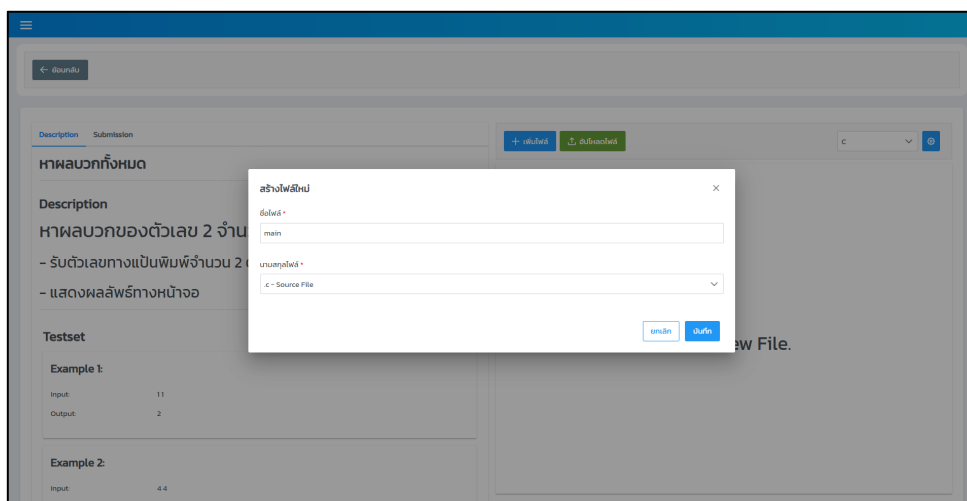 ← ย้อนกลับ
Description Submission
+ เพิ่มไฟล์ อัปโหลดไฟล์ c
หาผลบวกทั้งหมด
สร้างไฟล์ใหม่
ชื่อไฟล์ *
main
นามสกุลไฟล์ *
.c - Source File
ยกเลิก บันทึก
Description
หาผลบวกของตัวเลข 2 จำน
- รับตัวเลขทางแป้นพิมพ์จำนวน 2
- แสดงผลลัพธ์ทางหน้าจอ
ew File.
Testset
Example 1:
Input: 1 1
Output: 2
Example 2:
Input: 4 4